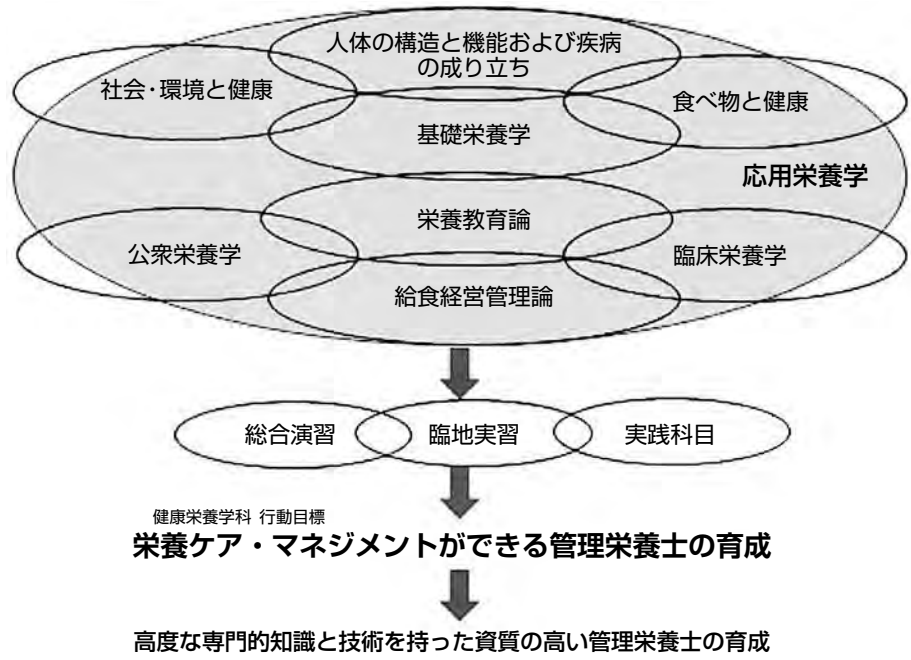 人体の構造と機能および疾病
の成り立ち
社会・環境と健康
食べ物と健康
基礎栄養学
応用栄養学
栄養教育論
公衆栄養学
臨床栄養学
給食経営管理論
総合演習
臨地実習
実践科目
健康栄養学科 行動目標
栄養ケア・マネジメントができる管理栄養士の育成
高度な専門的知識と技術を持った資質の高い管理栄養士の育成